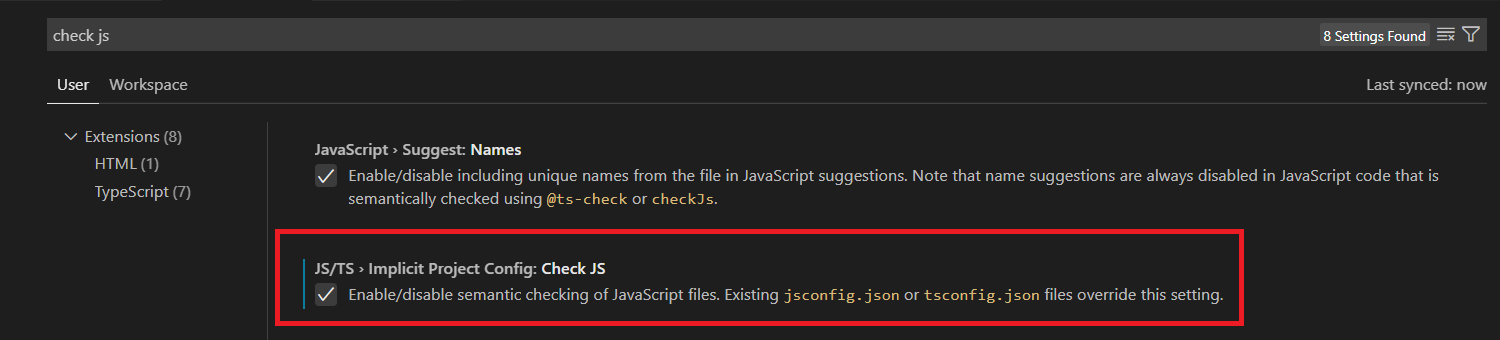 check js
8 Settings Found
User
Workspace
Last synced: now
Extensions (8)
HTML (1)
TypeScript (7)
JavaScript › Suggest: Names
Enable/disable including unique names from the file in JavaScript suggestions. Note that name suggestions are always disabled in JavaScript code that is
semantically checked using @ts-check or checkJs.
JS/TS › Implicit Project Config: Check JS
Enable/disable semantic checking of JavaScript files. Existing jsconfig.json or tsconfig.json files override this setting.